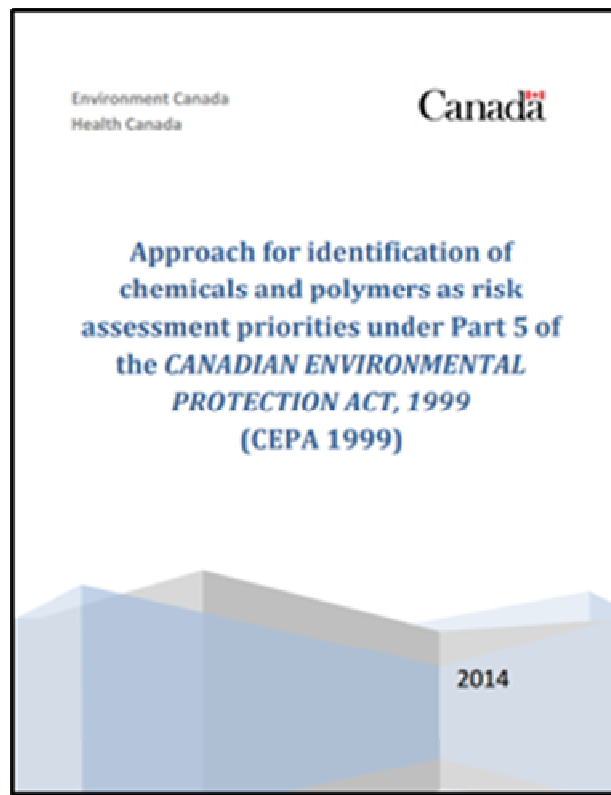 Environment Canada
Health Canada
Canada
Approach for identification of
chemicals and polymers as risk
assessment priorities under Part 5 of
the CANADIAN ENVIRONMENTAL
PROTECTION ACT, 1999
(CEPA 1999)
2014